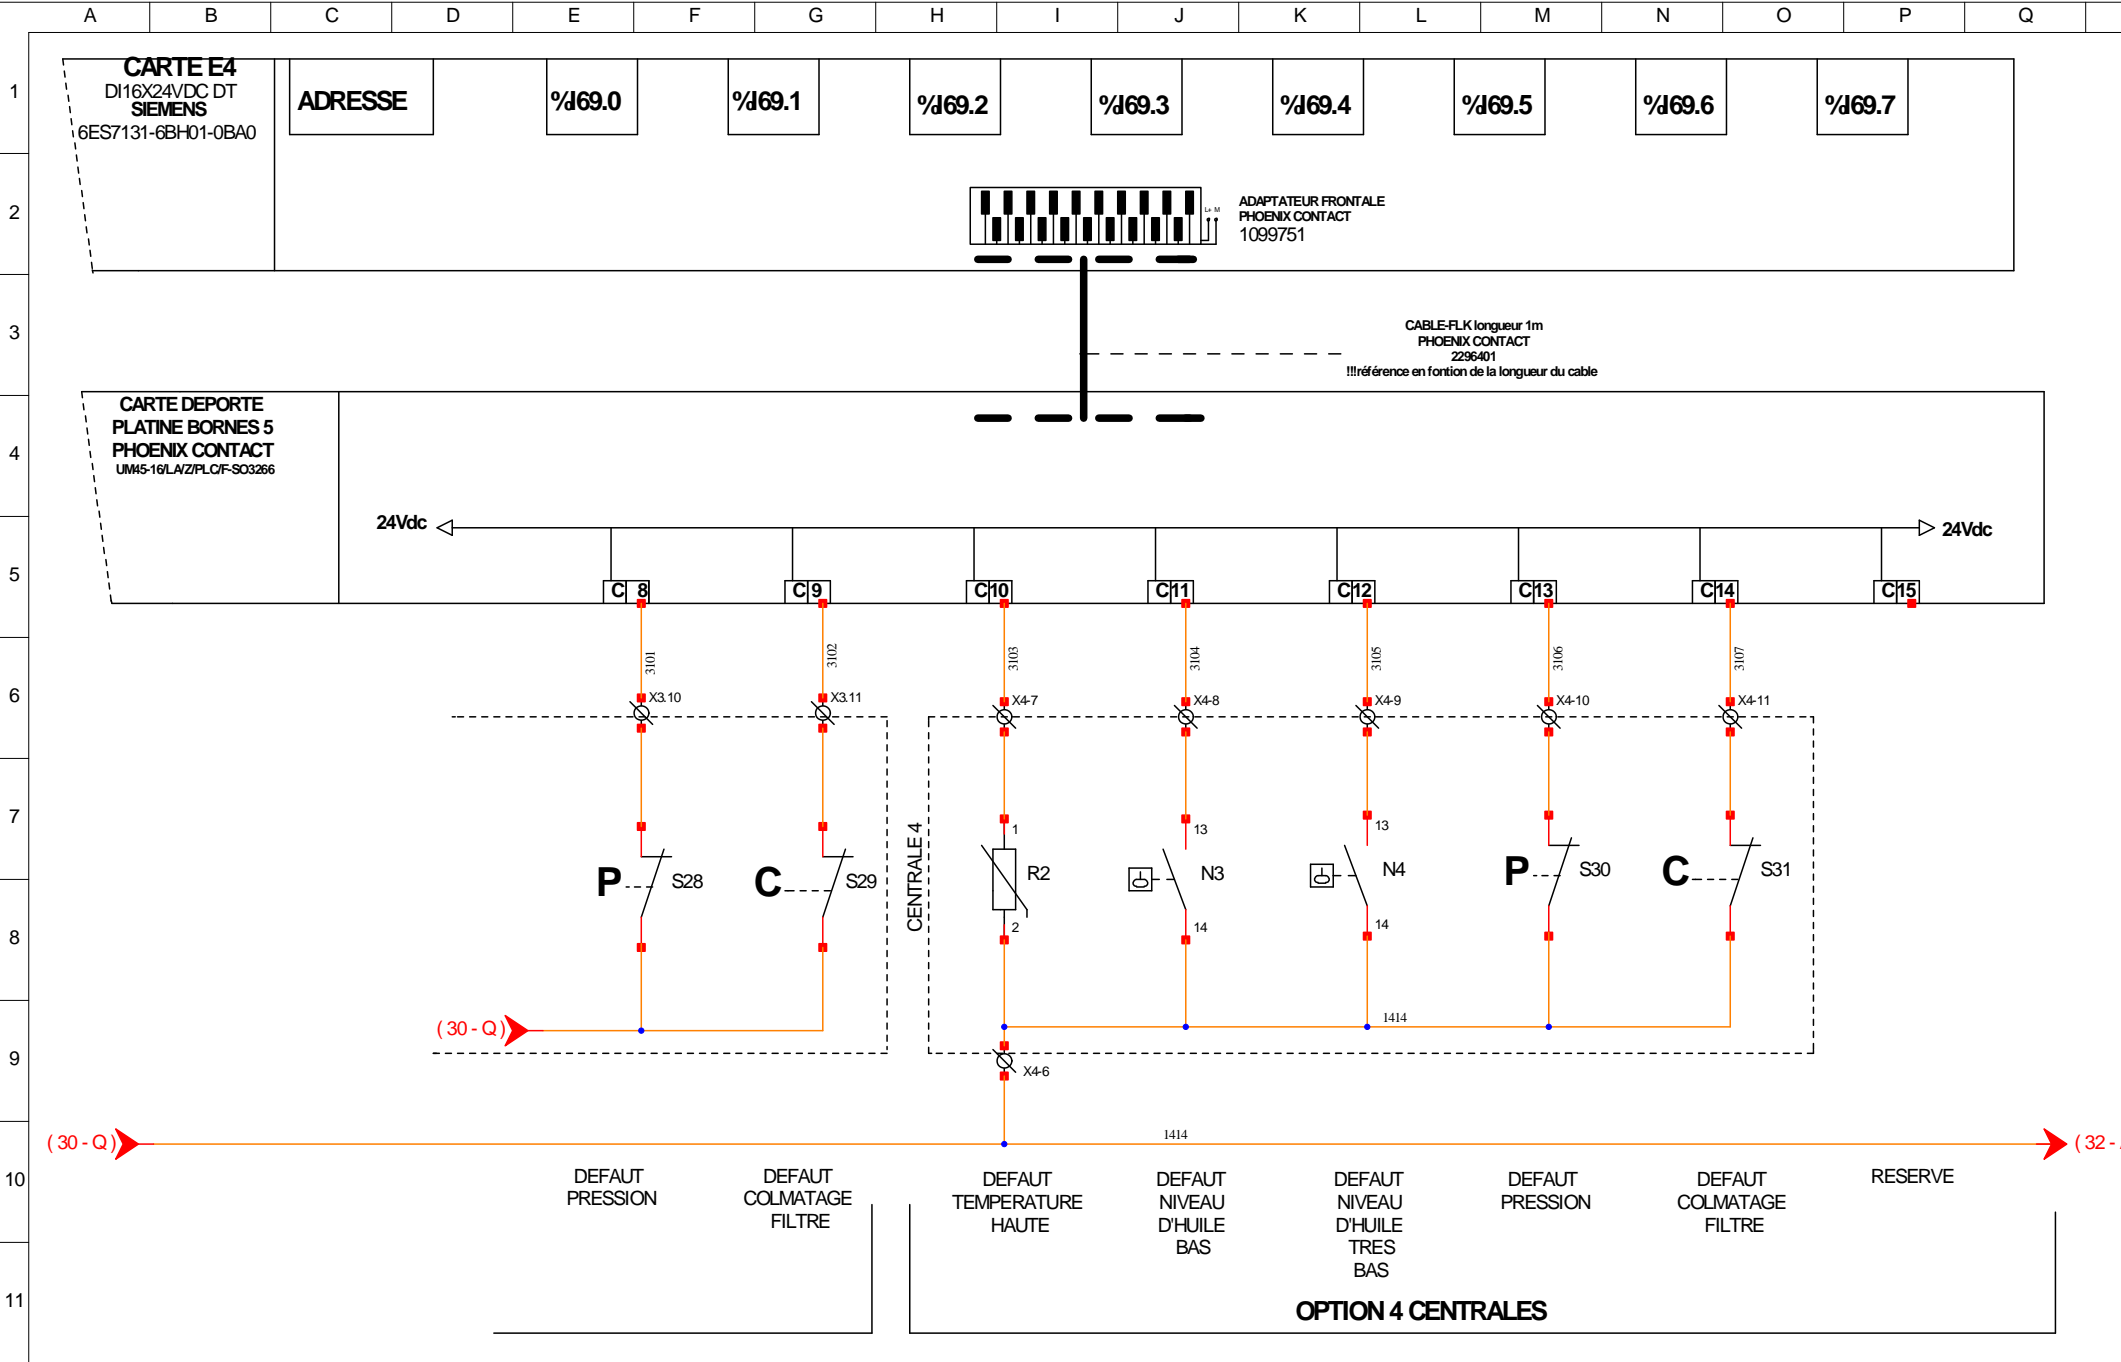 A B C D E F G H I J K L M N O P Q
1
CARTE E4
DI16X24VDC DT
SIEMENS
6ES7131-6BH01-0BA0
ADRESSE
%I69.0 %I69.1 %I69.2 %I69.3 %I69.4 %I69.5 %I69.6 %I69.7
2
L+ M
ADAPTATEUR FRONTALE
PHOENIX CONTACT
1099751
3
CABLE-FLK longueur 1m
PHOENIX CONTACT
2296401
!!!référence en fontion de la longueur du cable
4
CARTE DEPORTE
PLATINE BORNES 5
PHOENIX CONTACT
UM45-16/LA/Z/PLC/F-SO3266
24Vdc 24Vdc
5
C 8 C 9 C 10 C 11 C 12 C 13 C 14 C 15
3101 3102 3103 3104 3105 3106 3107
6
X3.10 X3.11 X4-7 X4-8 X4-9 X4-10 X4-11
7
1 13 13
P S28 C S29 R2 N3 N4 P S30 C S31
CENTRALE 4
8
2 14 14
1414
(30 - Q)
9
X4-6
(30 - Q) 1414 (32 -
10
DEFAUT
PRESSION
DEFAUT
COLMATAGE
FILTRE
DEFAUT
TEMPERATURE
HAUTE
DEFAUT
NIVEAU
D'HUILE
BAS
DEFAUT
NIVEAU
D'HUILE
TRES
BAS
DEFAUT
PRESSION
DEFAUT
COLMATAGE
FILTRE
RESERVE
11
OPTION 4 CENTRALES